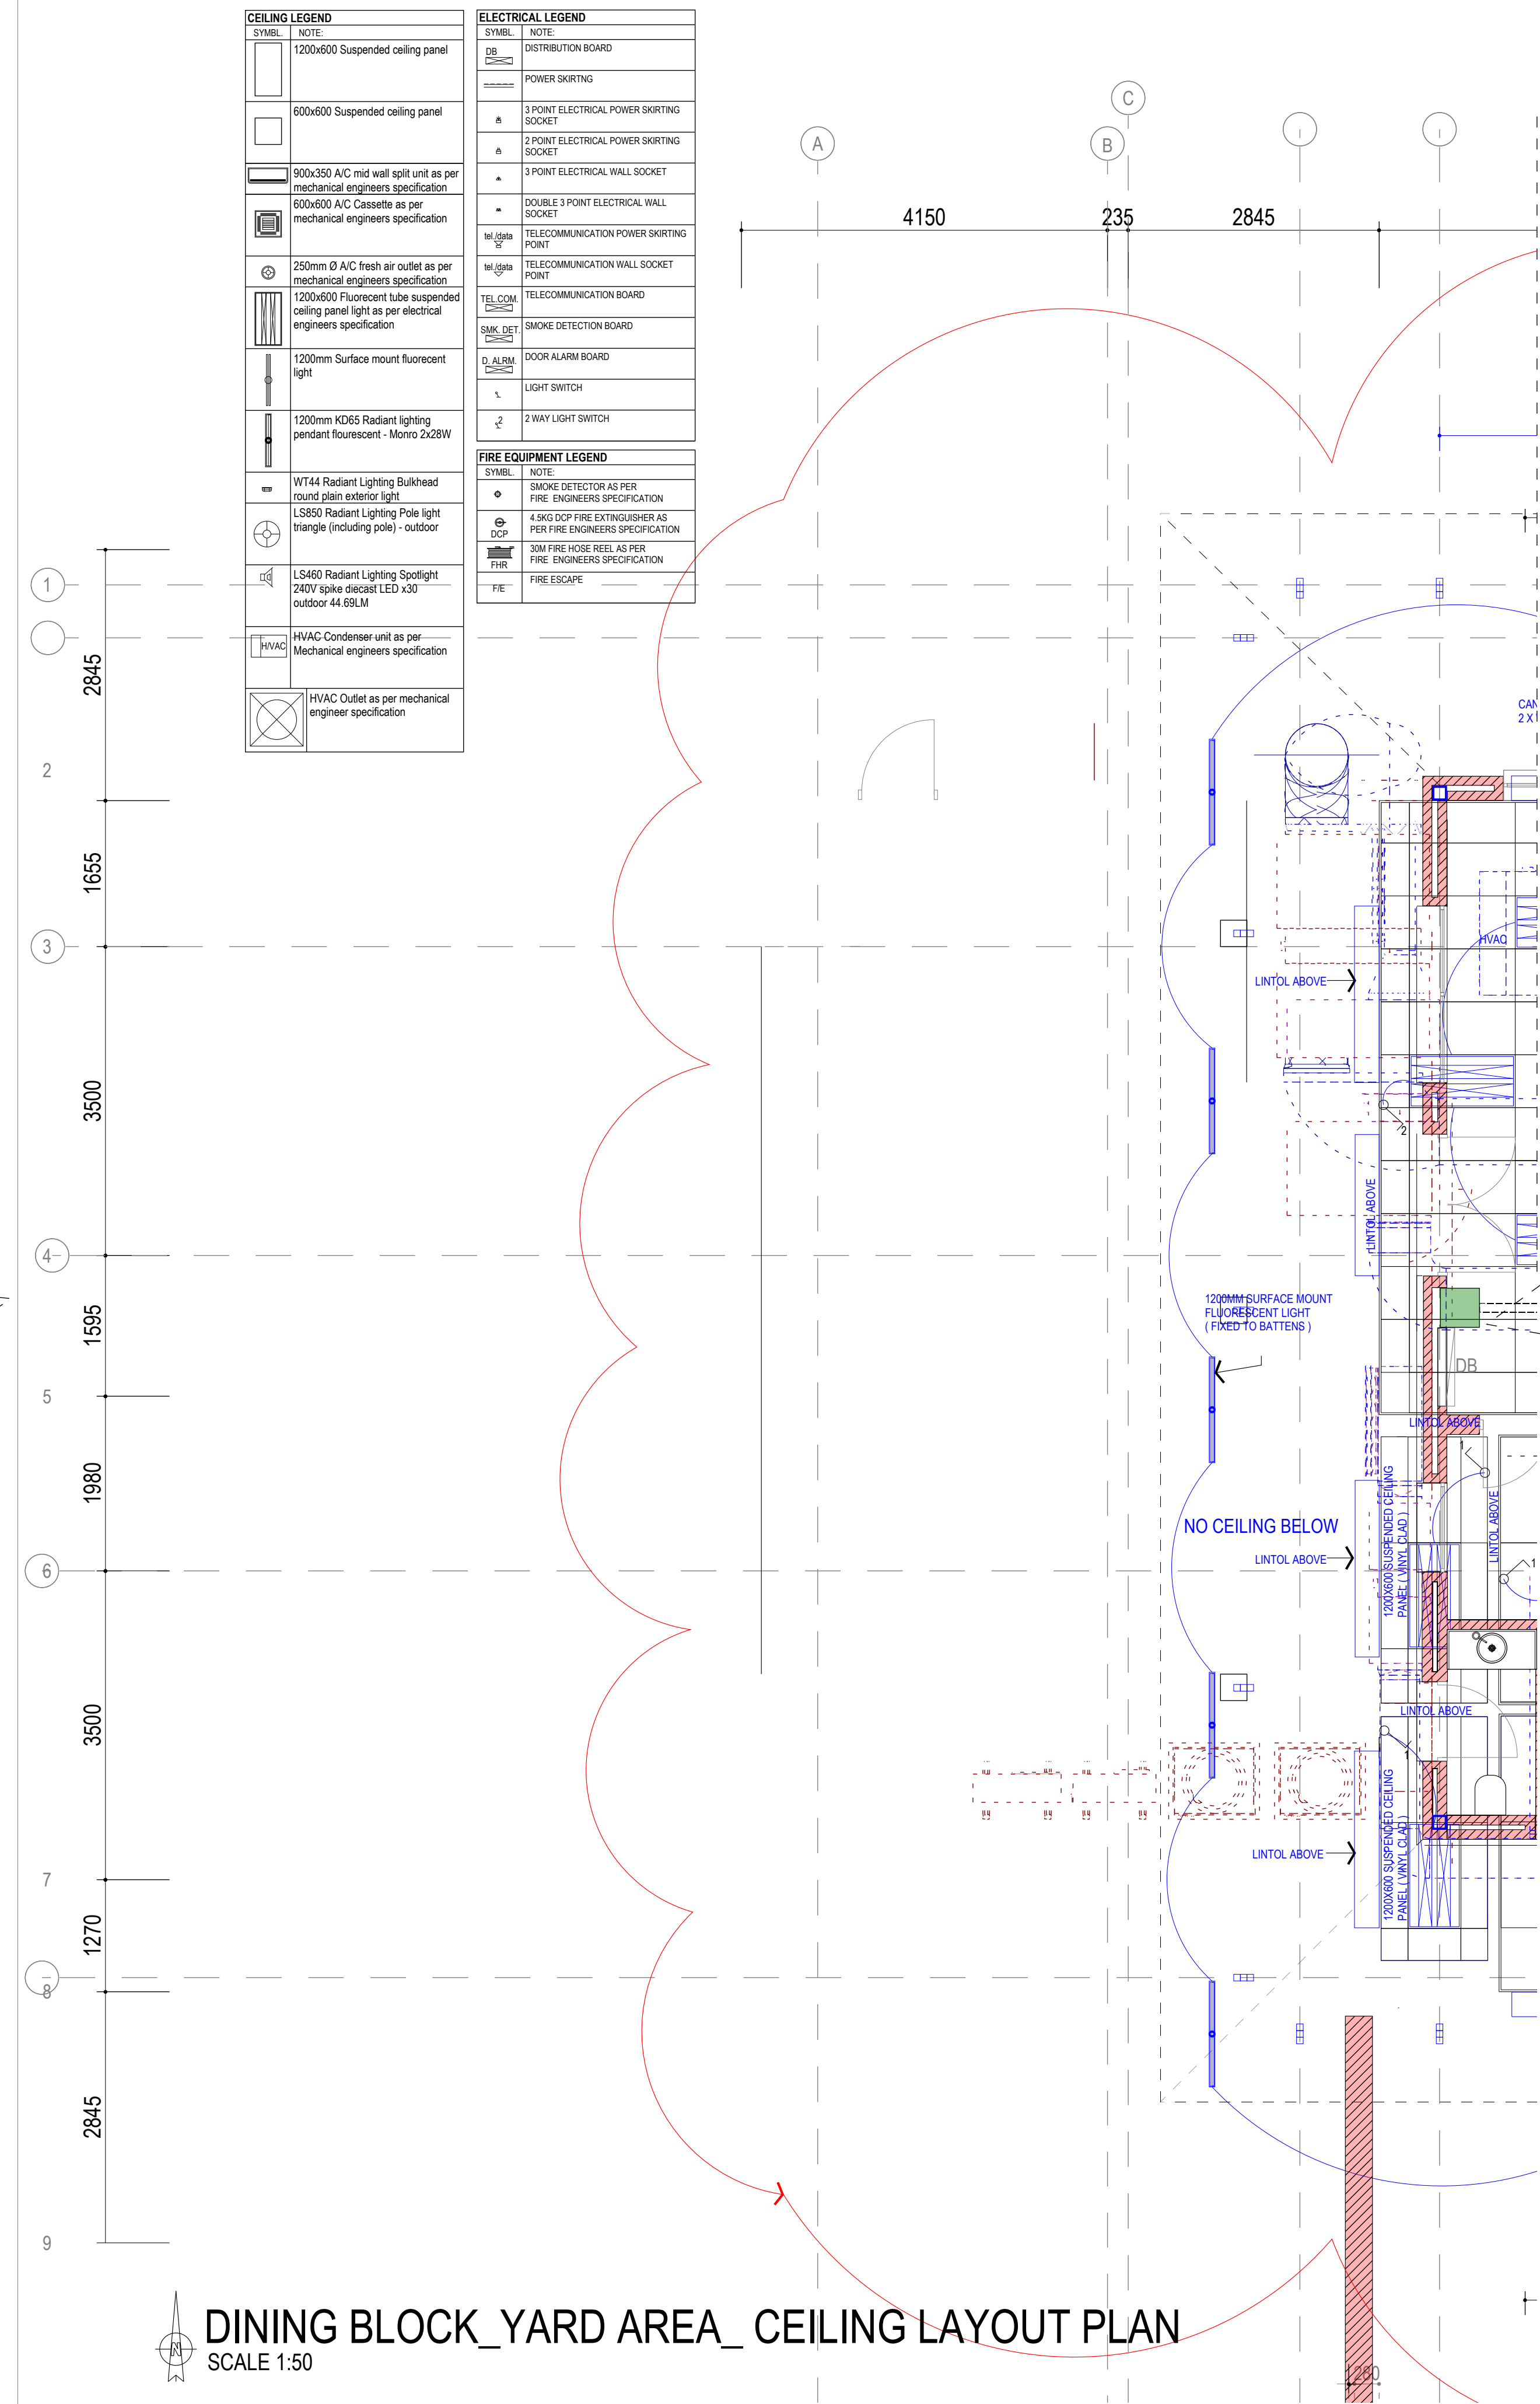 CEILING LEGEND
SYMBL. NOTE:
1200x600 Suspended ceiling panel
600x600 Suspended ceiling panel
900x350 A/C mid wall split unit as per
mechanical engineers specification
600x600 A/C Cassette as per
mechanical engineers specification
250mm Ø A/C fresh air outlet as per
mechanical engineers specification
1200x600 Fluorecent tube suspended
ceiling panel light as per electrical
engineers specification
1200mm Surface mount fluorecent
light
1200mm KD65 Radiant lighting
pendant flourescent - Monro 2x28W
WT44 Radiant Lighting Bulkhead
round plain exterior light
LS850 Radiant Lighting Pole light
triangle (including pole) - outdoor
LS460 Radiant Lighting Spotlight
240V spike diecast LED x30
outdoor 44.69LM
H/VAC
HVAC Condenser unit as per
Mechanical engineers specification
HVAC Outlet as per mechanical
engineer specification
ELECTRICAL LEGEND
SYMBL. NOTE:
DB DISTRIBUTION BOARD
POWER SKIRTNG
3 POINT ELECTRICAL POWER SKIRTING
SOCKET
2 POINT ELECTRICAL POWER SKIRTING
SOCKET
3 POINT ELECTRICAL WALL SOCKET
DOUBLE 3 POINT ELECTRICAL WALL
SOCKET
tel./data TELECOMMUNICATION POWER SKIRTING
POINT
tel./data TELECOMMUNICATION WALL SOCKET
POINT
TEL.COM. TELECOMMUNICATION BOARD
SMK. DET. SMOKE DETECTION BOARD
D. ALRM. DOOR ALARM BOARD
LIGHT SWITCH
2 2 WAY LIGHT SWITCH
FIRE EQUIPMENT LEGEND
SYMBL. NOTE:
SMOKE DETECTOR AS PER
FIRE ENGINEERS SPECIFICATION
DCP
4.5KG DCP FIRE EXTINGUISHER AS
PER FIRE ENGINEERS SPECIFICATION
FHR
30M FIRE HOSE REEL AS PER
FIRE ENGINEERS SPECIFICATION
F/E FIRE ESCAPE
A
B
C
4150
235
2845
1
2
3
4
5
6
7
8
9
2845
1655
3500
1595
1980
3500
1270
2845
2 X
HVAC
LINTOL ABOVE
2
LINTOL ABOVE
1200MM SURFACE MOUNT
FLUORESCENT LIGHT
( FIXED TO BATTENS )
DB
LINTOL ABOVE
1
1200X600 SUSPENDED CEILING
PANEL ( VINYL CLAD )
LINTOL ABOVE
NO CEILING BELOW
LINTOL ABOVE
1
LINTOL ABOVE
1
1200X600 SUSPENDED CEILING
PANEL ( VINYL CLAD )
LINTOL ABOVE
N
DINING BLOCK_YARD AREA_ CEILING LAYOUT PLAN
SCALE 1:50
280